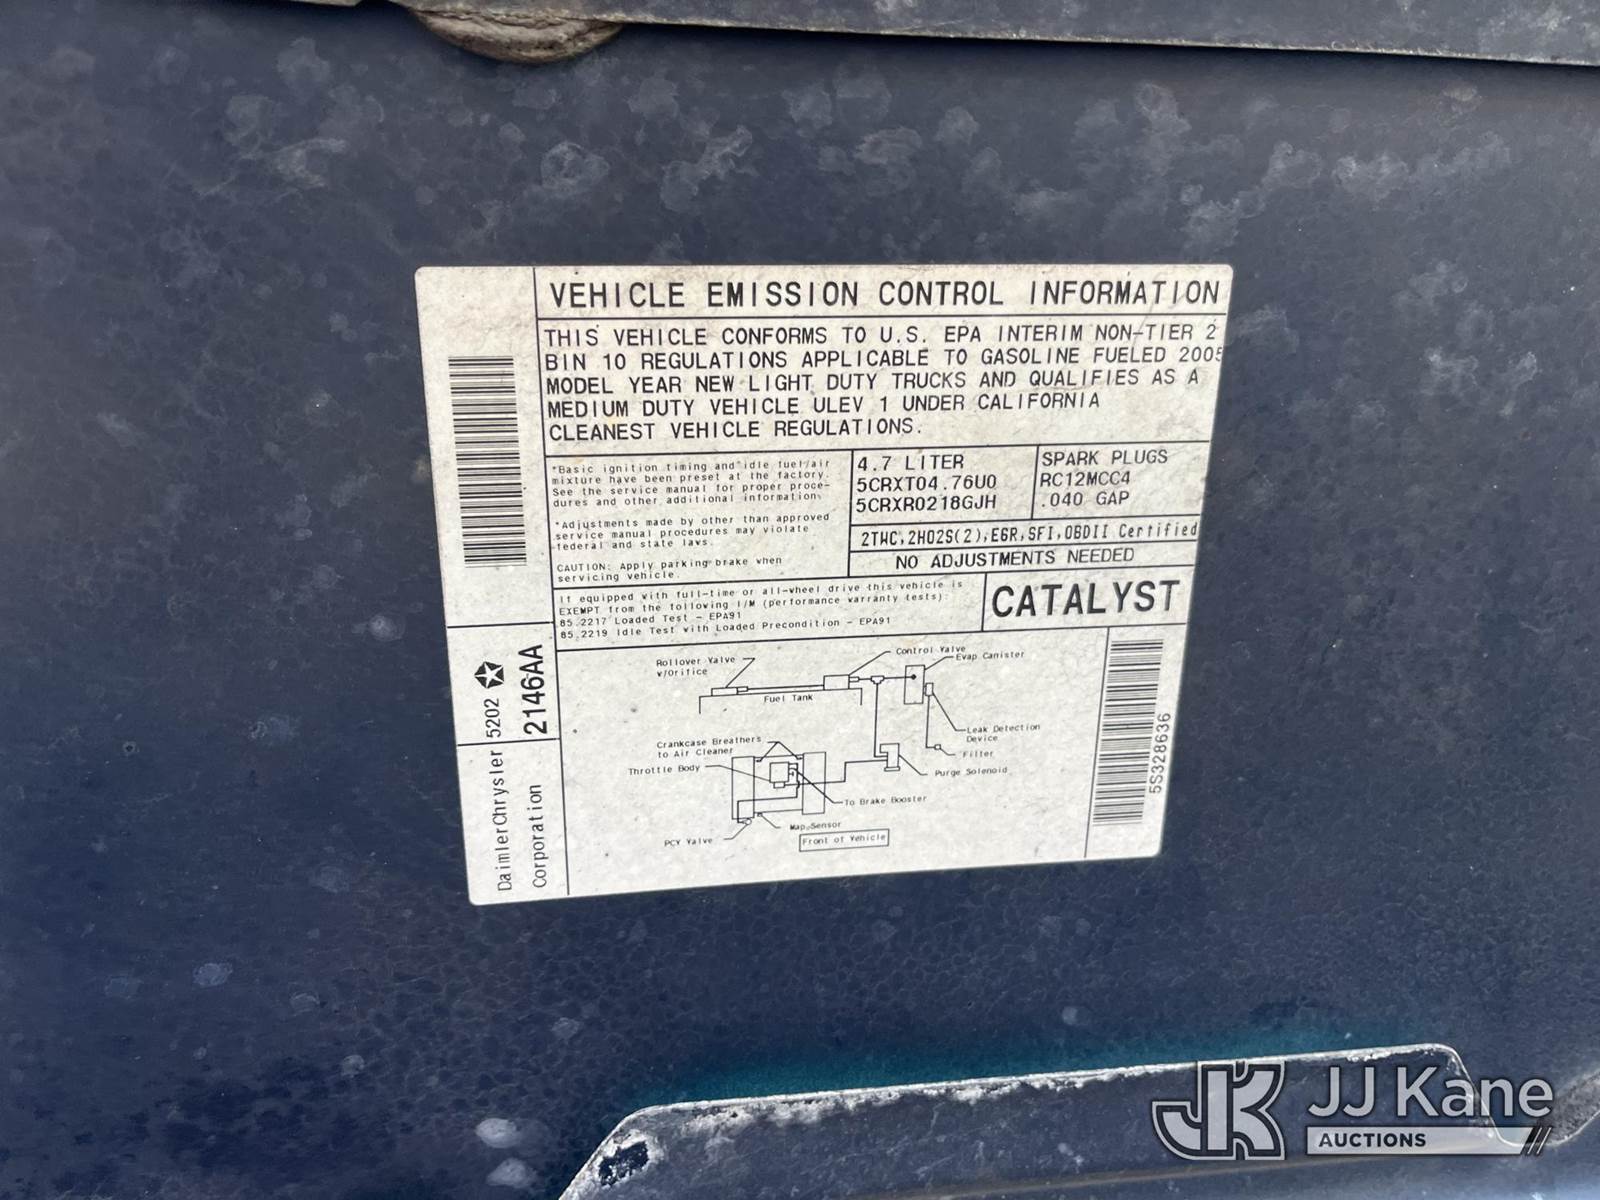 VEHICLE EMISSION CONTROL INFORMATION
THIS VEHICLE CONFORMS TO U.S. EPA INTERIM NON-TIER 2
BIN 10 REGULATIONS APPLICABLE TO GASOLINE FUELED 2005
MODEL YEAR NEW LIGHT DUTY TRUCKS AND QUALIFIES AS A
MEDIUM DUTY VEHICLE ULEV 1 UNDER CALIFORNIA
CLEANEST VEHICLE REGULATIONS.
*Basic ignition timing and idle fuel/air
mixture have been preset at the factory.
See the service manual for proper proce-
dures and other additional information.
*Adjustments made by other than approved
service manual procedures may violate
federal and state laws.
CAUTION: Apply parking brake when
servicing vehicle.
4.7 LITER
5CRXT04.76U0
5CRXR0218GJH
SPARK PLUGS
RC12MCC4
.040 GAP
2TWC,2HO2S(2),EGR,SFI,OBDII Certified
NO ADJUSTMENTS NEEDED
If equipped with full-time or all-wheel drive this vehicle is
EXEMPT from the following I/M (performance warranty tests):
85.2217 Loaded Test - EPA91
85.2219 Idle Test with Loaded Precondition - EPA91
CATALYST
Rollover Valve
w/Orifice
Control Valve
Evap Canister
Fuel Tank
Leak Detection
Device
Filter
Purge Solenoid
Crankcase Breathers
to Air Cleaner
Throttle Body
To Brake Booster
Map Sensor
PCV Valve
Front of Vehicle
5S328636
DaimlerChrysler
Corporation
5202
2146AA
JK JJ Kane
AUCTIONS